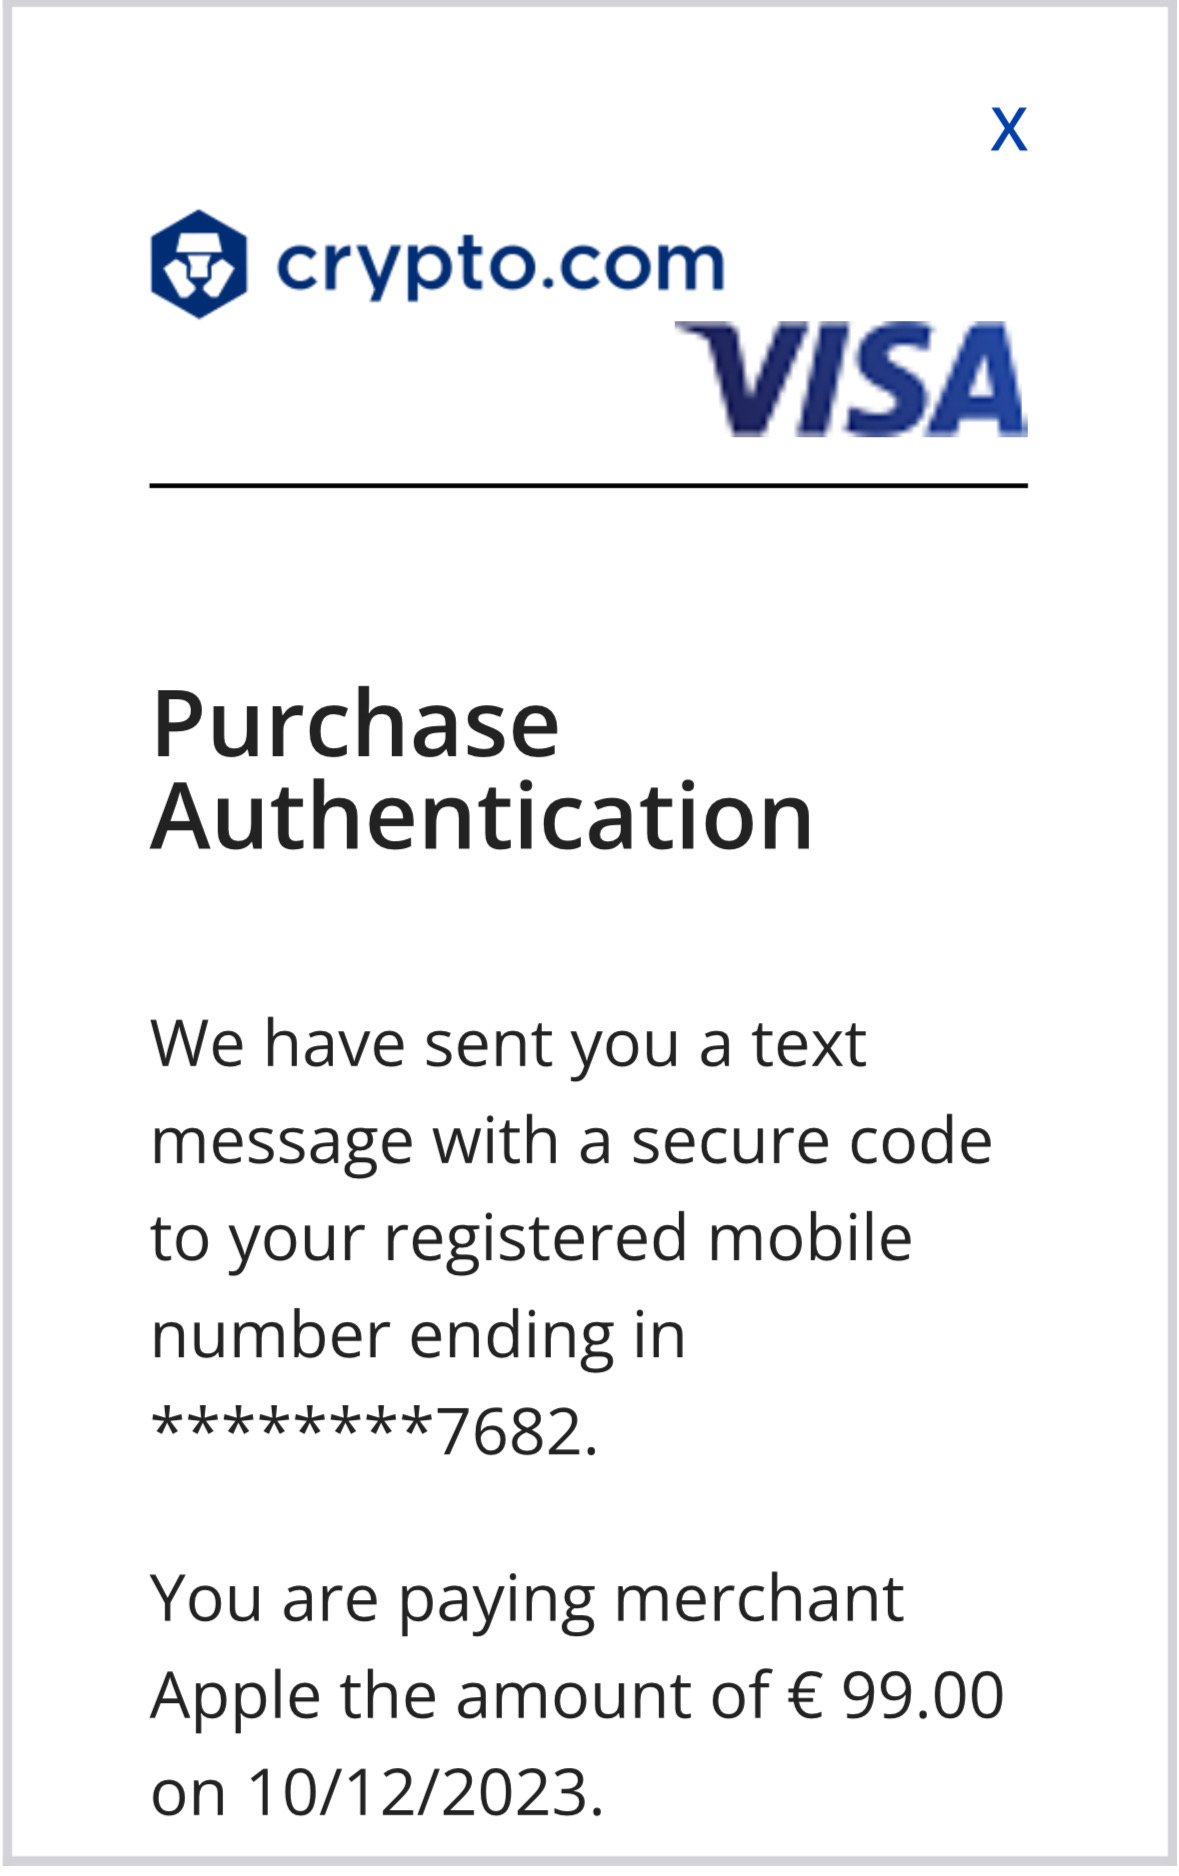 X
crypto.com
VISA
Purchase
Authentication
We have sent you a text
message with a secure code
to your registered mobile
number ending in
********7682.
You are paying merchant
Apple the amount of € 99.00
on 10/12/2023.